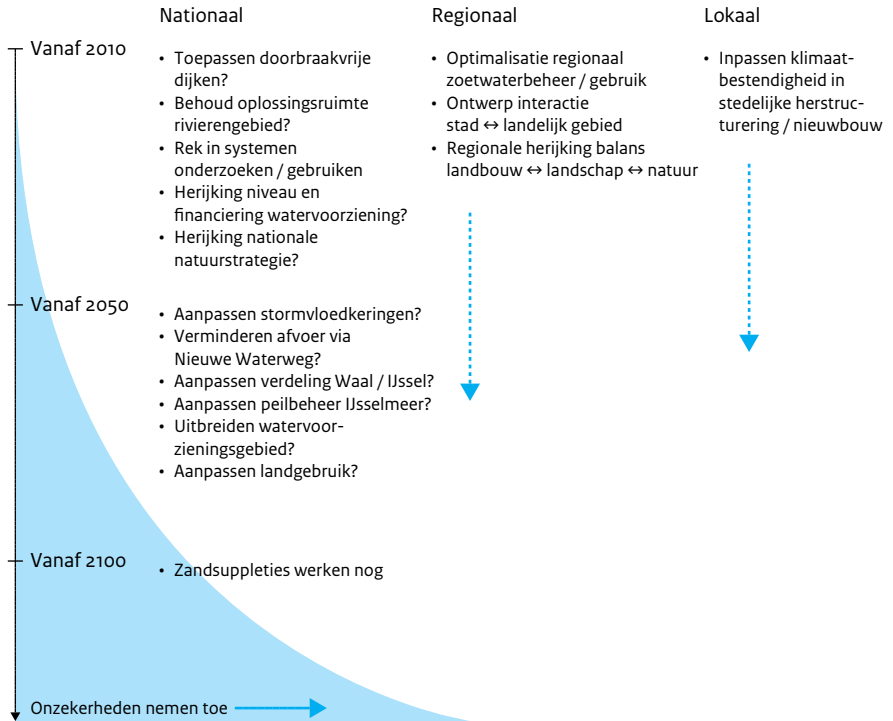 Nationaal
Regionaal
Lokaal
Vanaf 2010
• Toepassen doorbraakvrije
dijken?
• Behoud oplossingsruimte
rivierengebied?
• Rek in systemen
onderzoeken / gebruiken
• Herijking niveau en
financiering watervoorziening?
• Herijking nationale
natuurstrategie?
• Optimalisatie regionaal
zoetwaterbeheer / gebruik
• Ontwerp interactie
stad ↔ landelijk gebied
• Regionale herijking balans
landbouw ↔ landschap ↔ natuur
• Inpassen klimaat-
bestendigheid in
stedelijke herstruc-
turering / nieuwbouw
Vanaf 2050
• Aanpassen stormvloedkeringen?
• Verminderen afvoer via
Nieuwe Waterweg?
• Aanpassen verdeling Waal / IJssel?
• Aanpassen peilbeheer IJsselmeer?
• Uitbreiden watervoor-
zieningsgebied?
• Aanpassen landgebruik?
Vanaf 2100
• Zandsuppleties werken nog
Onzekerheden nemen toe